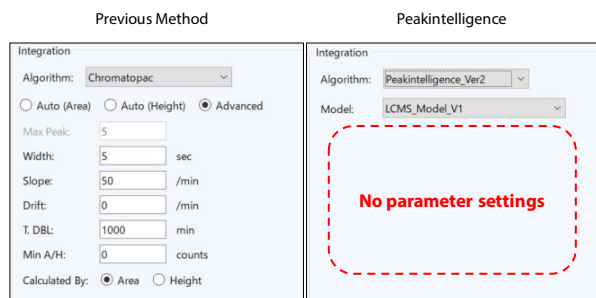 Previous Method
Integration
Algorithm: Chromatopac
Auto (Area) Auto (Height) Advanced
Max Peak: 5
Width: 5 sec
Slope: 50 /min
Drift: 0 /min
T. DBL: 1000 min
Min A/H: 0 counts
Calculated By: Area Height
Peakintelligence
Integration
Algorithm: Peakintelligence_Ver2
Model: LCMS_Model_V1
No parameter settings